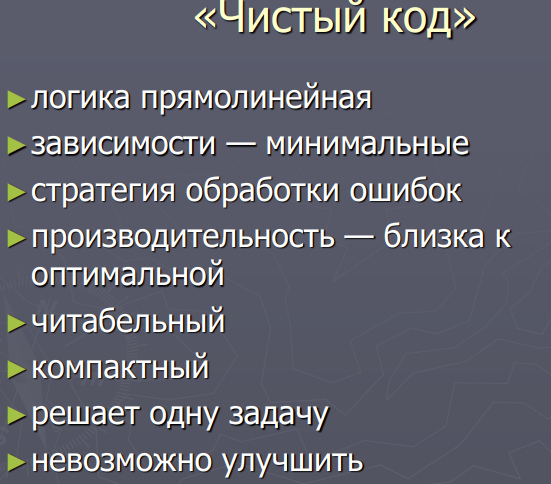 «Чистый код»
► логика прямолинейная
► зависимости — минимальные
► стратегия обработки ошибок
► производительность — близка к
оптимальной
► читабельный
► компактный
► решает одну задачу
► невозможно улучшить